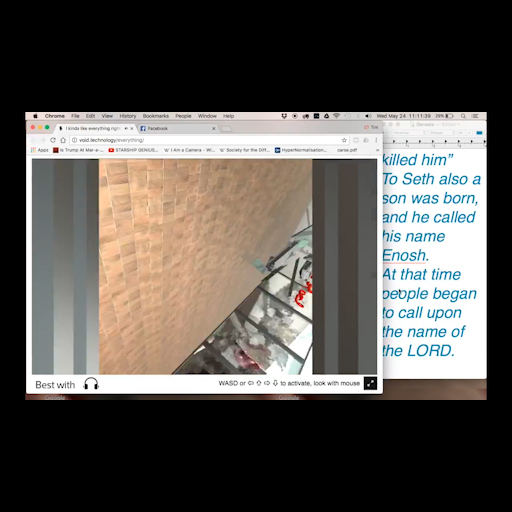 Chrome File Edit View History Bookmarks People Window Help Wed May 24 11:11:39
I kinda like everything right
Facebook
void.technology/everything/
Apps Is Trump At Mar-a-... STARSHIP GENIUS... I Am a Camera - Wi... Society for the Diff... HyperNormalisation... carse.pdf
Best with
WASD or to activate, look with mouse
killed him”
To Seth also a
son was born,
and he called
his name
Enosh.
At that time
people began
to call upon
the name of
the LORD.